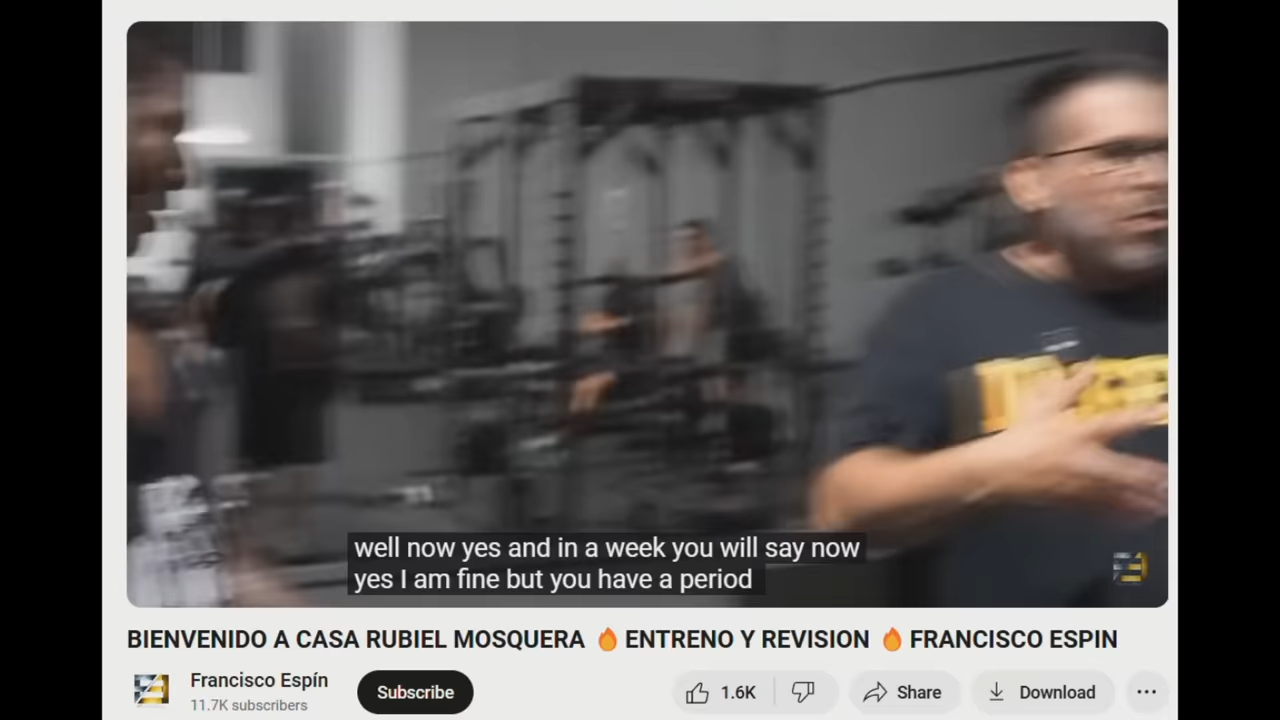 well now yes and in a week you will say now
yes I am fine but you have a period
BIENVENIDO A CASA RUBIEL MOSQUERA 🔥 ENTRENO Y REVISION 🔥 FRANCISCO ESPIN
Francisco Espín
11.7K subscribers
Subscribe
1.6K
Share
Download